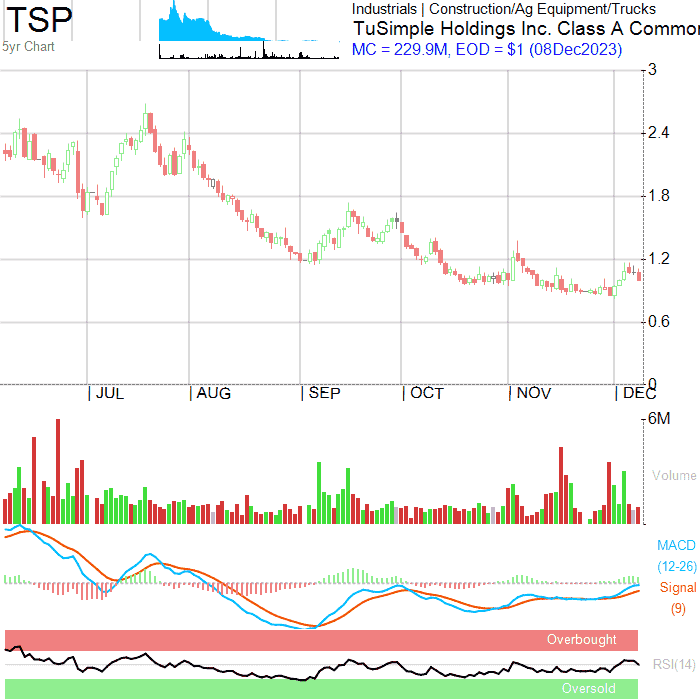 TSP
5yr Chart
Industrials | Construction/Ag Equipment/Trucks
TuSimple Holdings Inc. Class A Common
MC = 229.9M, EOD = $1 (08Dec2023)
3
2.4
1.8
1.2
0.6
0
| JUL | AUG | SEP | OCT | NOV | DEC
6M
Volume
MACD
(12-26)
Signal
(9)
Overbought
RSI(14)
Oversold